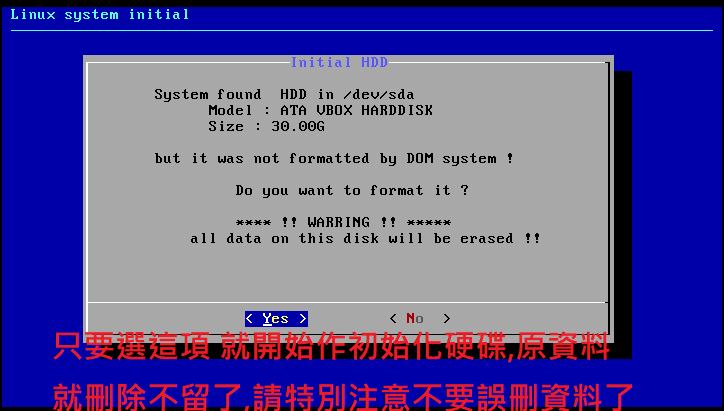 Linux system initial
Initial HDD
System found  HDD in /dev/sda
Model : ATA VBOX HARDDISK
Size : 30.00G
but it was not formatted by DOM system !
Do you want to format it ?
**** !! WARRING !! *****
all data on this disk will be erased !!
< Yes > < No >
只要選這項 就開始作初始化硬碟,原資料
就刪除不留了,請特別注意不要誤刪資料了